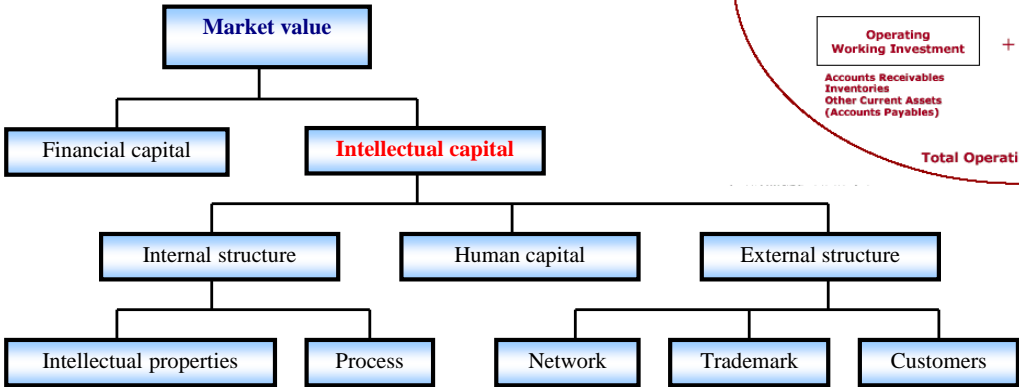 Market value
Operating
Working Investment
+
Accounts Receivables
Inventories
Other Current Assets
(Accounts Payables)
Financial capital
Intellectual capital
Total Operati
Internal structure
Human capital
External structure
Intellectual properties
Process
Network
Trademark
Customers